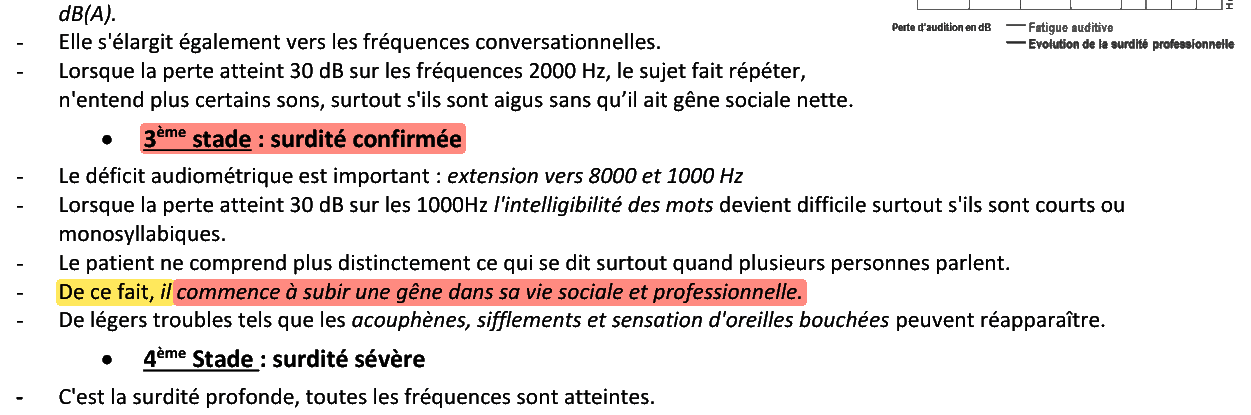 dB(A).
Perte d'audition en dB
Fatigue auditive
Evolution de la surdité professionnelle
- Elle s'élargit également vers les fréquences conversationnelles.
- Lorsque la perte atteint 30 dB sur les fréquences 2000 Hz, le sujet fait répéter,
n'entend plus certains sons, surtout s'ils sont aigus sans qu’il ait gêne sociale nette.
• 3ème stade : surdité confirmée
- Le déficit audiométrique est important : extension vers 8000 et 1000 Hz
- Lorsque la perte atteint 30 dB sur les 1000Hz l'intelligibilité des mots devient difficile surtout s'ils sont courts ou
monosyllabiques.
- Le patient ne comprend plus distinctement ce qui se dit surtout quand plusieurs personnes parlent.
- De ce fait, il commence à subir une gêne dans sa vie sociale et professionnelle.
- De légers troubles tels que les acouphènes, sifflements et sensation d'oreilles bouchées peuvent réapparaître.
• 4ème Stade : surdité sévère
- C'est la surdité profonde, toutes les fréquences sont atteintes.